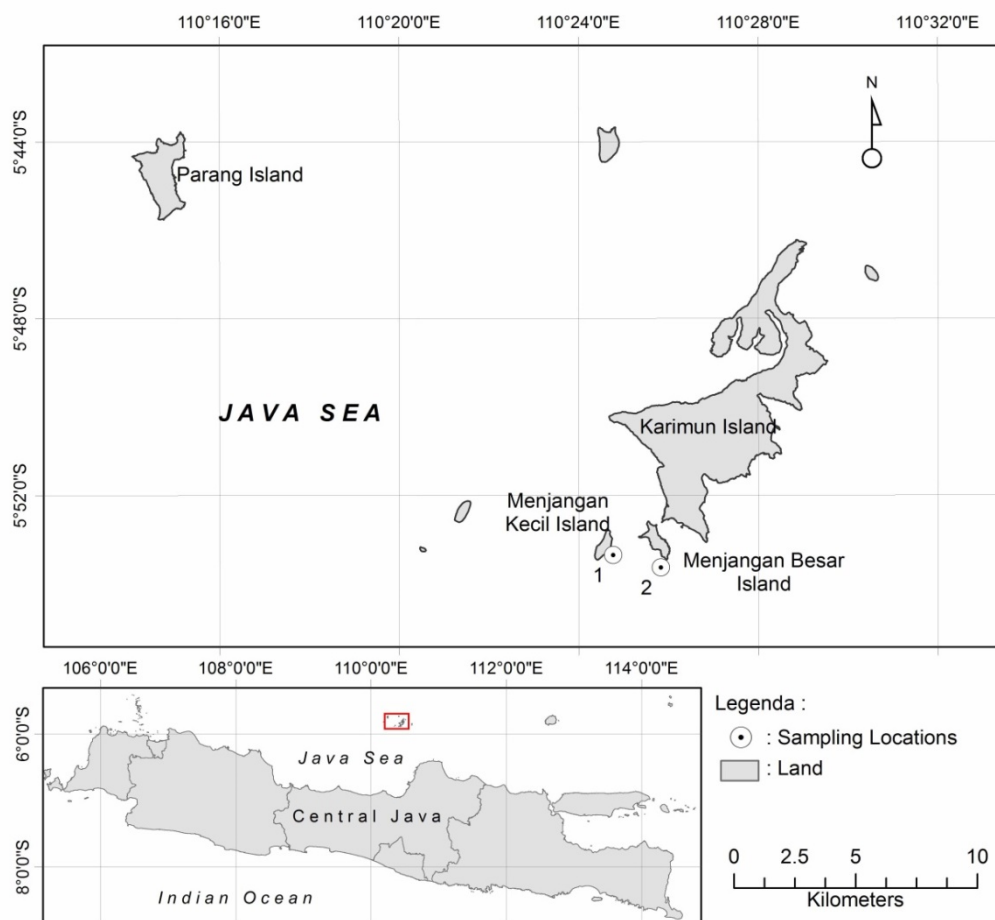 110°16'0"E 110°20'0"E 110°24'0"E 110°28'0"E 110°32'0"E
N
5°44'0"S
Parang Island
5°48'0"S
JAVA SEA
Karimun Island
5°52'0"S
Menjangan
Kecil Island
1
2
Menjangan Besar
Island
106°0'0"E 108°0'0"E 110°0'0"E 112°0'0"E 114°0'0"E
6°0'0"S
Java Sea
Central Java
8°0'0"S
Indian Ocean
Legenda :
: Sampling Locations
: Land
0 2.5 5 10
Kilometers